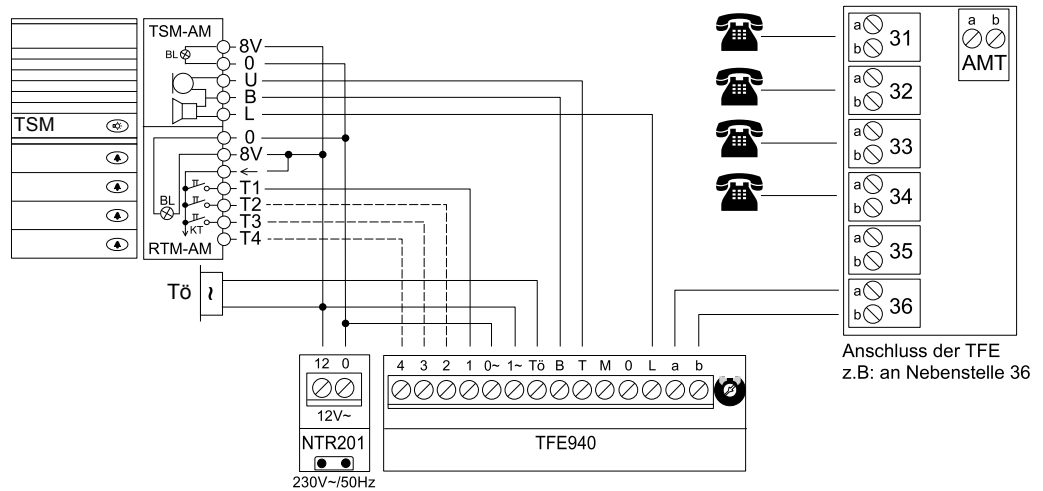 TSM-AM
BL
8V
0
U
B
L
TSM
0
8V
←
T1
T2
T3
T4
BL
KT
RTM-AM
Tö ~
12 0
12V~
NTR201
230V~/50Hz
4 3 2 1 0~ 1~ Tö B T M 0 L a b
TFE940
a b 31
a b 32
a b 33
a b 34
a b 35
a b 36
a b
AMT
Anschluss der TFE
z.B: an Nebenstelle 36